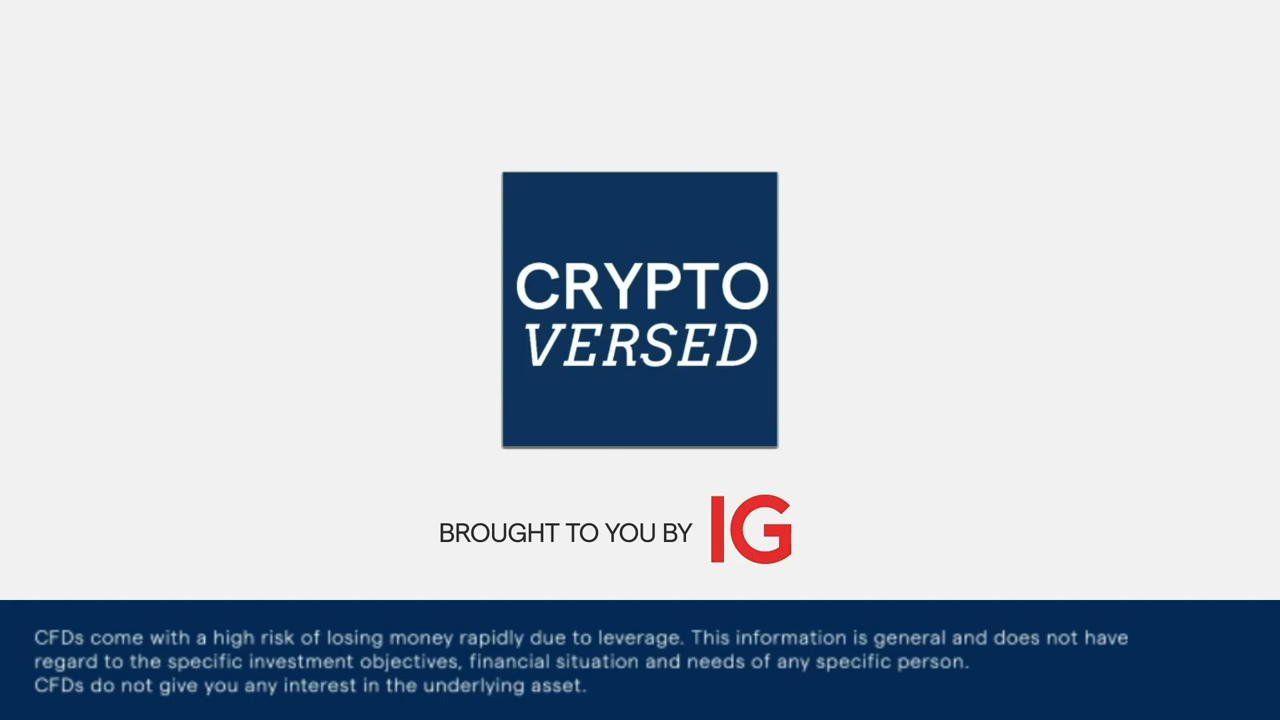 CRYPTO
VERSED
BROUGHT TO YOU BY IG
CFDs come with a high risk of losing money rapidly due to leverage. This information is general and does not have
regard to the specific investment objectives, financial situation and needs of any specific person.
CFDs do not give you any interest in the underlying asset.